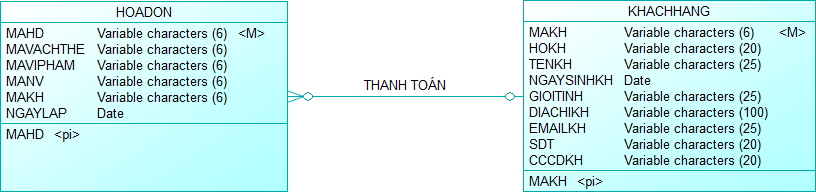 HOADON
MAHD Variable characters (6) <M>
MAVACHTHE Variable characters (6)
MAVIPHAM Variable characters (6)
MANV Variable characters (6)
MAKH Variable characters (6)
NGAYLAP Date
MAHD <pi>
THANH TOÁN
KHACHHANG
MAKH Variable characters (6) <M>
HOKH Variable characters (20)
TENKH Variable characters (25)
NGAYSINHKH Date
GIOITINH Variable characters (25)
DIACHIKH Variable characters (100)
EMAILKH Variable characters (25)
SDT Variable characters (20)
CCCDKH Variable characters (20)
MAKH <pi>